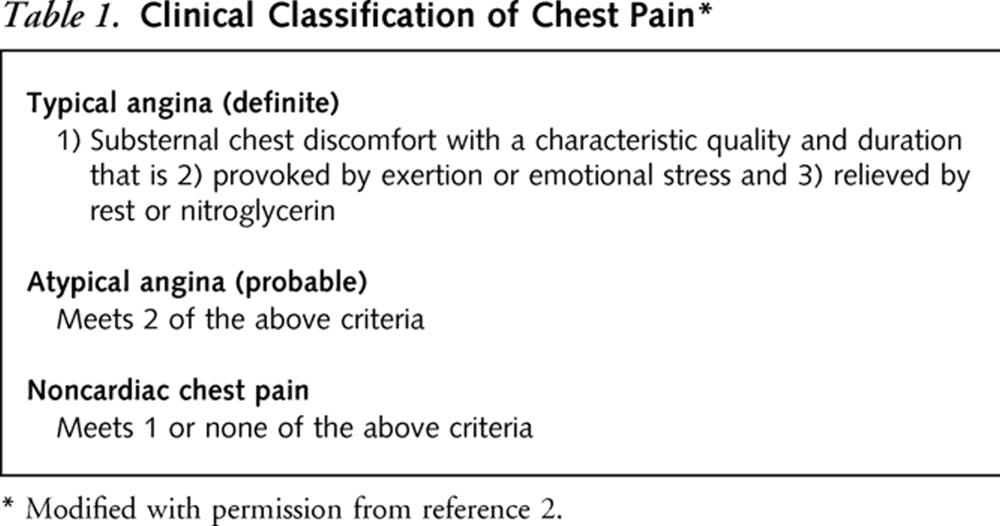 Table 1. Clinical Classification of Chest Pain*
Typical angina (definite)
1) Substernal chest discomfort with a characteristic quality and duration
that is 2) provoked by exertion or emotional stress and 3) relieved by
rest or nitroglycerin
Atypical angina (probable)
Meets 2 of the above criteria
Noncardiac chest pain
Meets 1 or none of the above criteria
* Modified with permission from reference 2.